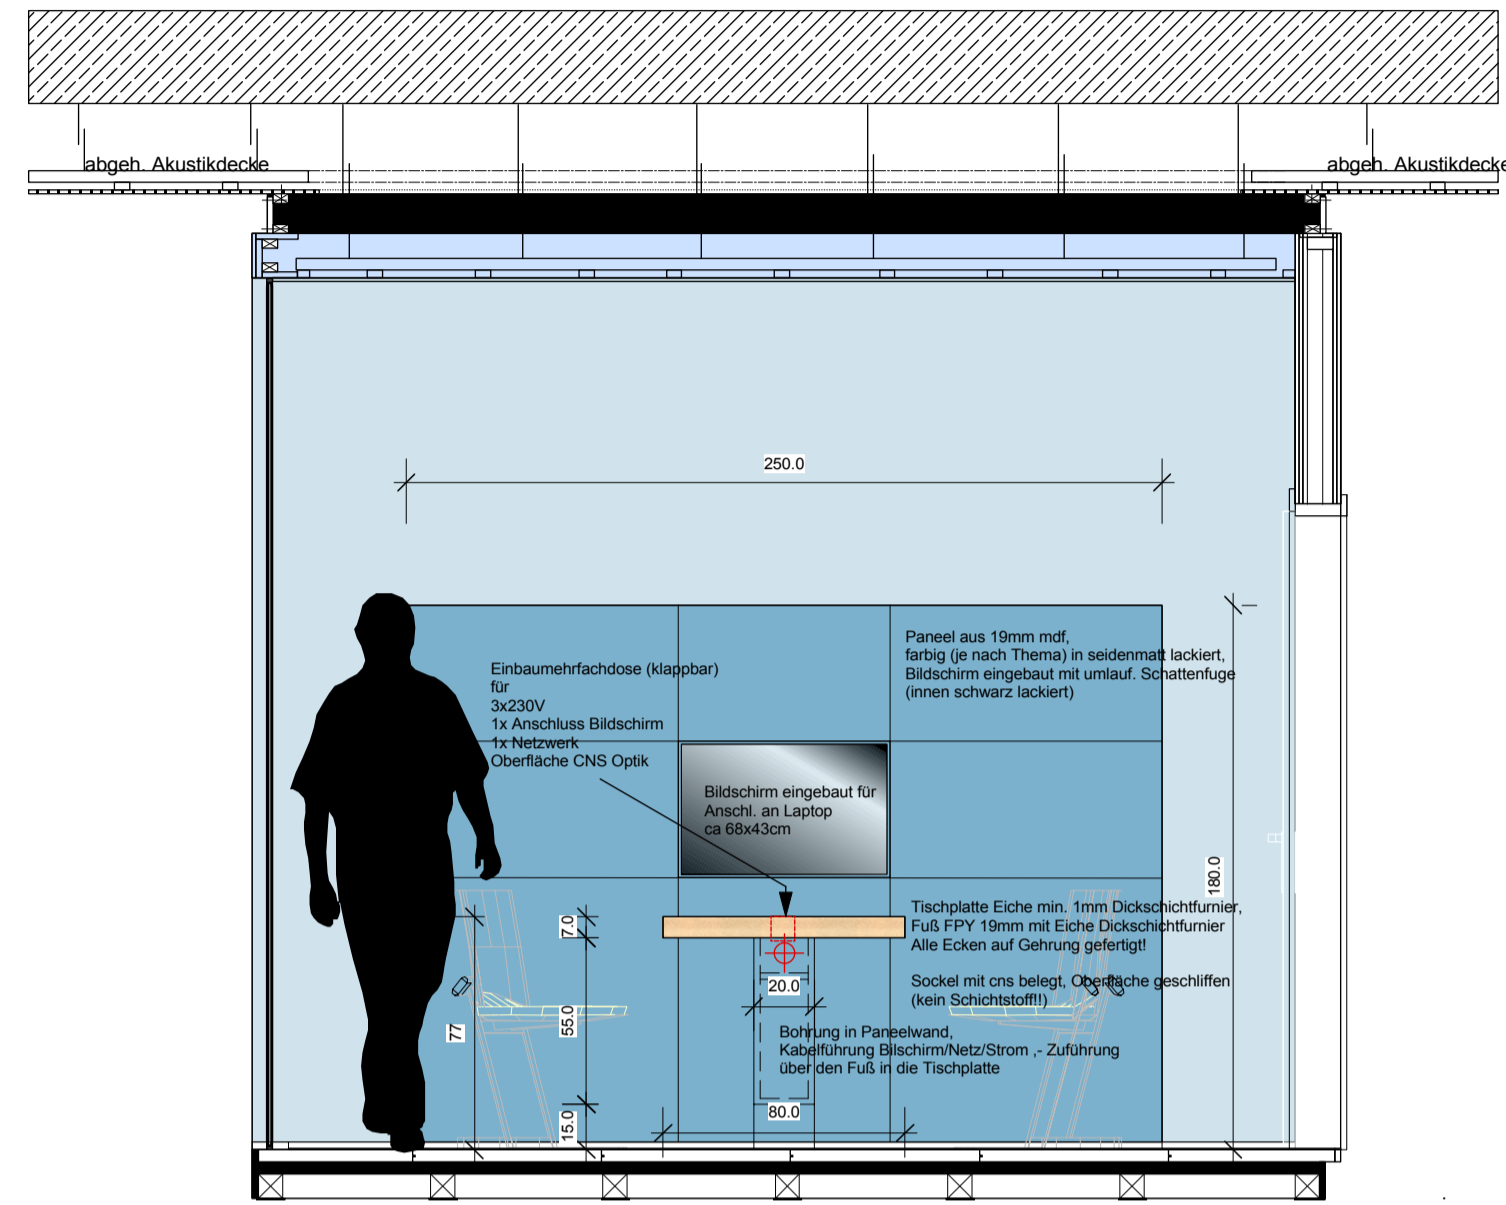 abgeh. Akustikdecke
abgeh. Akustikdecke
250.0
Paneel aus 19mm mdf,
farbig (je nach Thema) in seidenmatt lackiert,
Bildschirm eingebaut mit umlauf. Schattenfuge
(innen schwarz lackiert)
Einbaumehrfachdose (klappbar)
für
3x230V
1x Anschluss Bildschirm
1x Netzwerk
Oberfläche CNS Optik
Bildschirm eingebaut für
Anschl. an Laptop
ca 68x43cm
180.0
Tischplatte Eiche min. 1mm Dickschichtfurnier,
Fuß FPY 19mm mit Eiche Dickschichtfurnier
Alle Ecken auf Gehrung gefertigt!
Sockel mit cns belegt, Oberfläche geschliffen
(kein Schichtstoff!!)
7.0
20.0
55.0
77
Bohrung in Paneelwand,
Kabelführung Bilschirm/Netz/Strom ,- Zuführung
über den Fuß in die Tischplatte
80.0
15.0